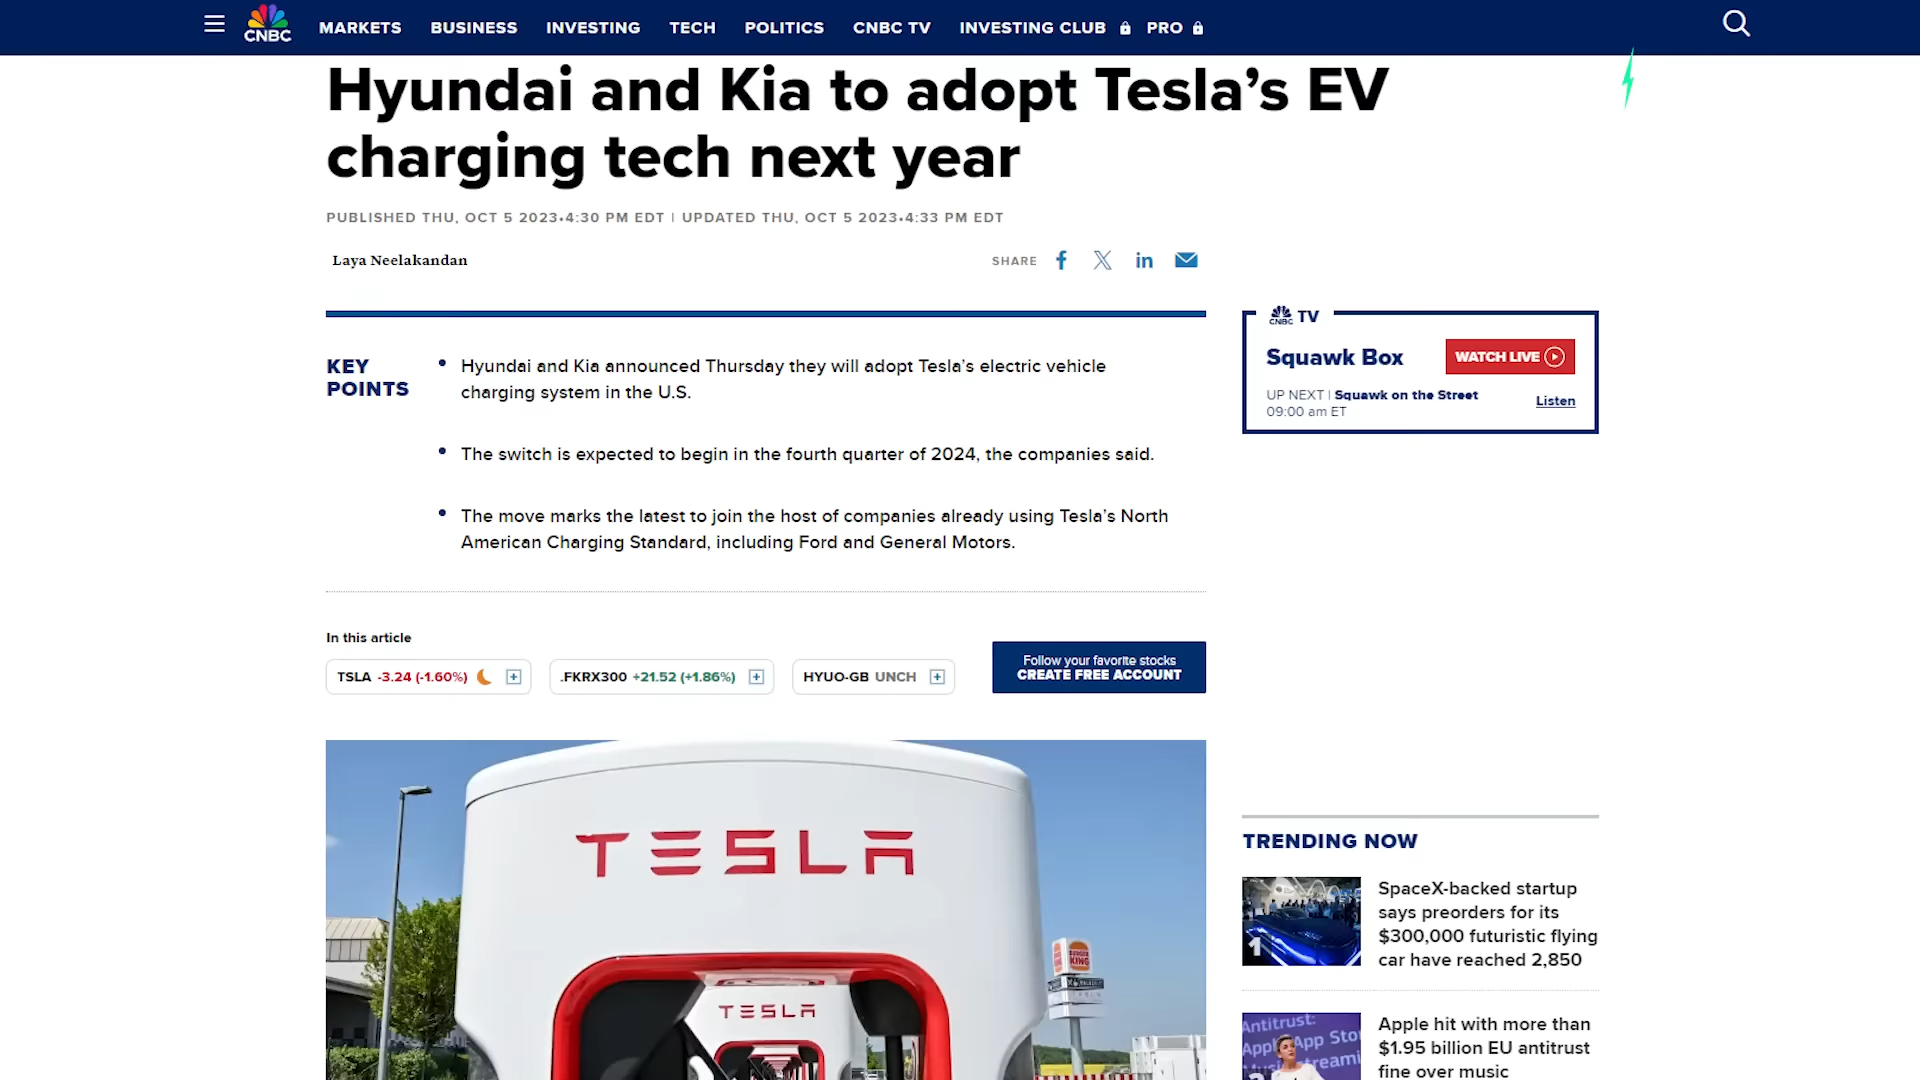 CNBC
MARKETS
BUSINESS
INVESTING
TECH
POLITICS
CNBC TV
INVESTING CLUB
PRO
Hyundai and Kia to adopt Tesla’s EV
charging tech next year
PUBLISHED THU, OCT 5 2023•4:30 PM EDT | UPDATED THU, OCT 5 2023•4:33 PM EDT
Laya Neelakandan
SHARE
KEY
POINTS
• Hyundai and Kia announced Thursday they will adopt Tesla’s electric vehicle
charging system in the U.S.
• The switch is expected to begin in the fourth quarter of 2024, the companies said.
• The move marks the latest to join the host of companies already using Tesla’s North
American Charging Standard, including Ford and General Motors.
In this article
TSLA -3.24 (-1.60%)
.FKRX300 +21.52 (+1.86%)
HYUO-GB UNCH
Follow your favorite stocks
CREATE FREE ACCOUNT
TESLA
BURGER
KING
TESLA
CNBC TV
Squawk Box
WATCH LIVE
UP NEXT | Squawk on the Street
09:00 am ET
Listen
TRENDING NOW
1
SpaceX-backed startup
says preorders for its
$300,000 futuristic flying
car have reached 2,850
Antitrust:
2
Apple hit with more than
$1.95 billion EU antitrust
fine over music